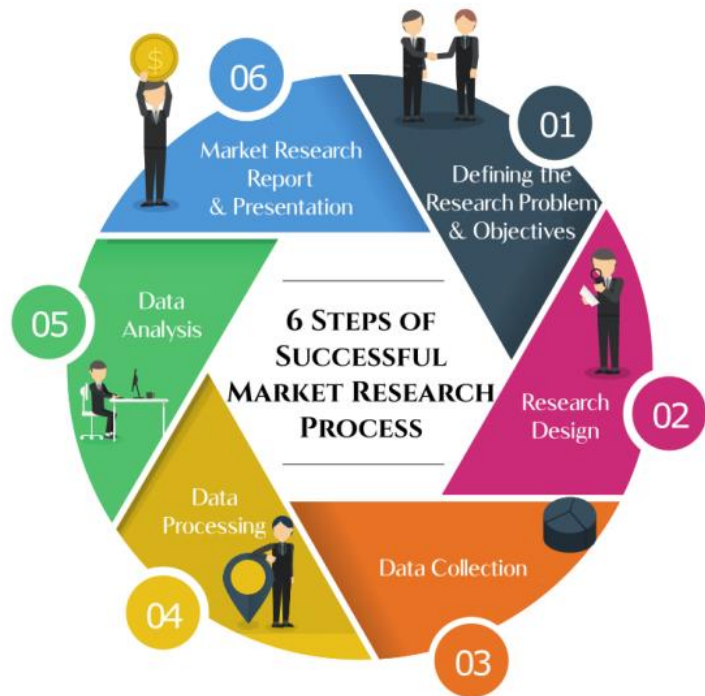 6 STEPS OF
SUCCESSFUL
MARKET RESEARCH
PROCESS
01
Defining the
Research Problem
& Objectives
02
Research
Design
03
Data Collection
04
Data
Processing
05
Data
Analysis
06
Market Research
Report
& Presentation
$